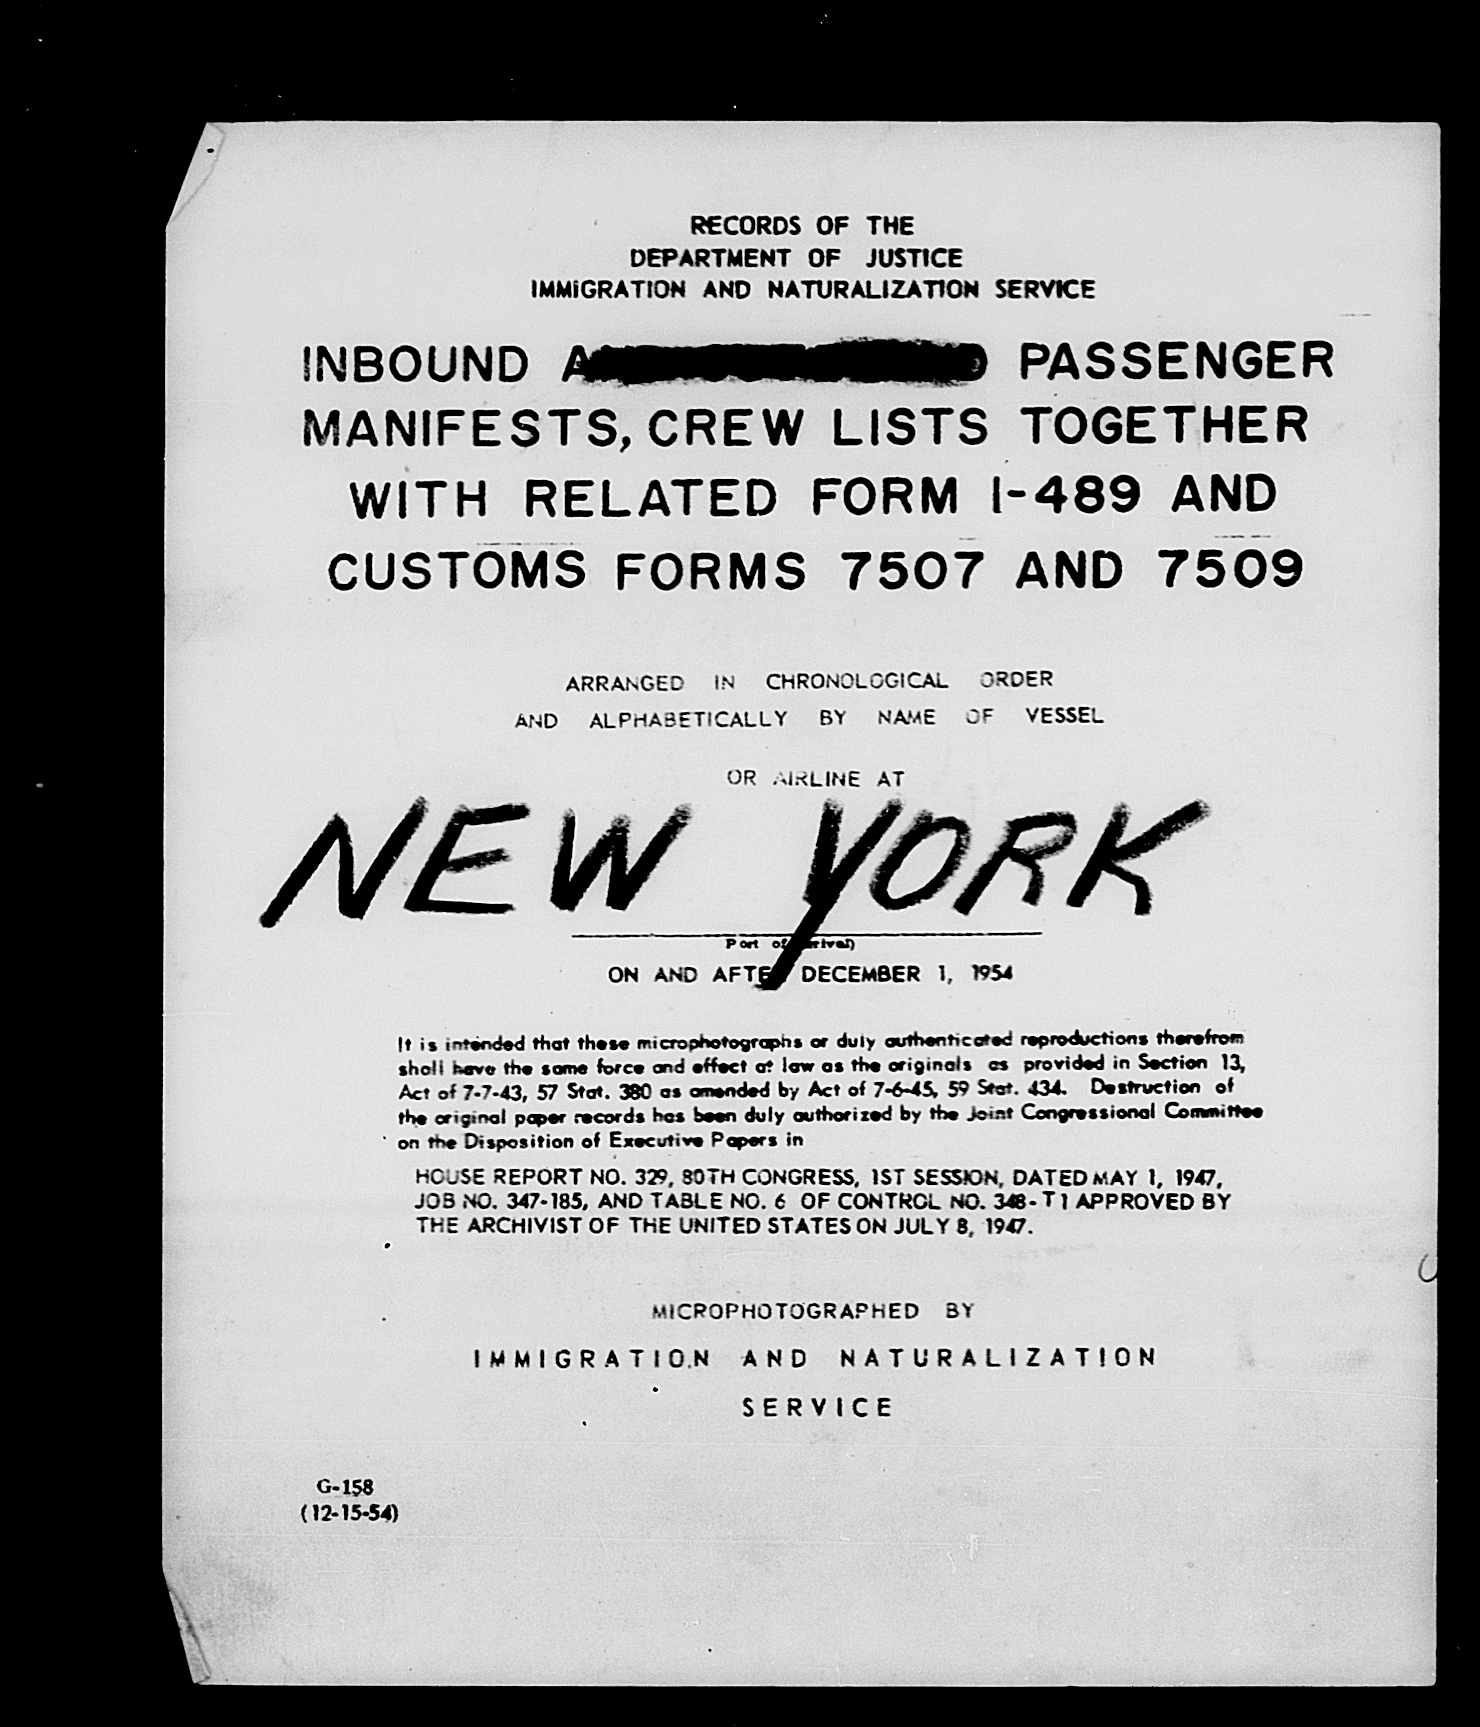 RECORDS OF THE
DEPARTMENT OF JUSTICE
IMMIGRATION AND NATURALIZATION SERVICE
INBOUND PASSENGER
MANIFESTS, CREW LISTS TOGETHER
WITH RELATED FORM I-489 AND
CUSTOMS FORMS 7507 AND 7509
ARRANGED IN CHRONOLOGICAL ORDER
AND ALPHABETICALLY BY NAME OF VESSEL
OR AIRLINE AT
NEW YORK
Port of
ON AND AFTER DECEMBER 1, 1954
It is intended that these microphotographs or duly authenticated reproductions therefrom
shall have the same force and effect at law as the originals as provided in Section 13,
Act of 7-7-43, 57 Stat. 380 as amended by Act of 7-6-45, 59 Stat. 434. Destruction of
the original paper records has been duly authorized by the Joint Congressional Committee
on the Disposition of Executive Papers in
HOUSE REPORT NO. 329, 80TH CONGRESS, 1ST SESSION, DATED MAY 1, 1947,
JOB NO. 347-185, AND TABLE NO. 6 OF CONTROL NO. 348-T1 APPROVED BY
THE ARCHIVIST OF THE UNITED STATES ON JULY 8, 1947.
MICROPHOTOGRAPHED BY
IMMIGRATION AND NATURALIZATION
SERVICE
G-158
(12-15-54)